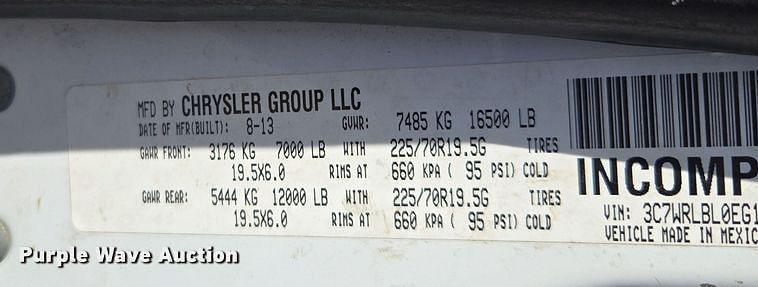 MFD BY CHRYSLER GROUP LLC
DATE OF MFR(BUILT): 8-13 GVWR: 7485 KG 16500 LB
GAWR FRONT: 3176 KG 7000 LB WITH 225/70R19.5G TIRES
19.5X6.0 RIMS AT 660 KPA ( 95 PSI) COLD
GAWR REAR: 5444 KG 12000 LB WITH 225/70R19.5G TIRES
19.5X6.0 RIMS AT 660 KPA ( 95 PSI) COLD
INCOMP
VIN: 3C7WRLBL0EG1
VEHICLE MADE IN MEXIC
Purple Wave Auction